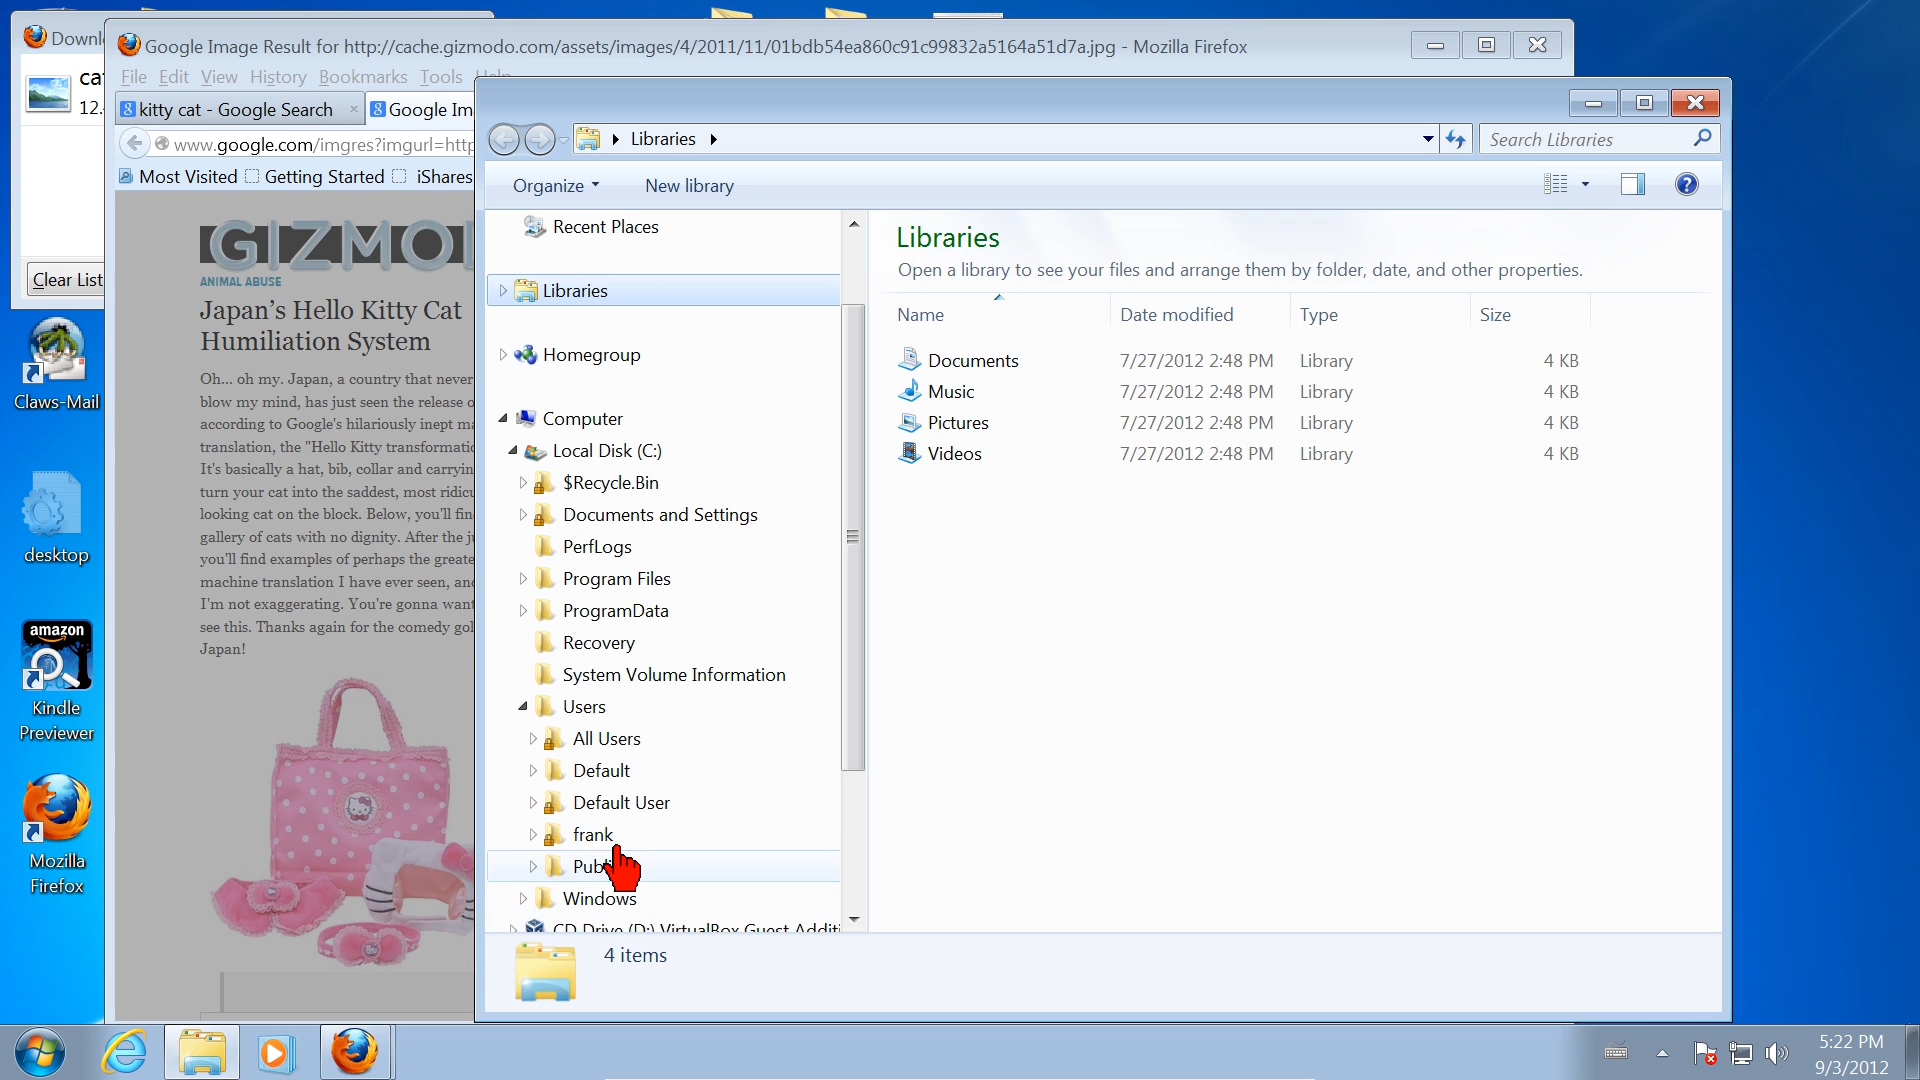 Downl
ca
12.
Clear List
Google Image Result for http://cache.gizmodo.com/assets/images/4/2011/11/01bdb54ea860c91c99832a5164a51d7a.jpg - Mozilla Firefox
File Edit View History Bookmarks Tools Help
kitty cat - Google Search
Google Im
www.google.com/imgres?imgurl=http
Most Visited Getting Started iShares
GIZMO
ANIMAL ABUSE
Japan's Hello Kitty Cat
Humiliation System
Oh... oh my. Japan, a country that never
blow my mind, has just seen the release o
according to Google's hilariously inept ma
translation, the "Hello Kitty transformatio
It's basically a hat, bib, collar and carryin
turn your cat into the saddest, most ridicu
looking cat on the block. Below, you'll fin
gallery of cats with no dignity. After the ju
you'll find examples of perhaps the greate
machine translation I have ever seen, and
I'm not exaggerating. You're gonna want
see this. Thanks again for the comedy gol
Japan!
Libraries
Search Libraries
Organize
New library
Recent Places
Libraries
Homegroup
Computer
Local Disk (C:)
$Recycle.Bin
Documents and Settings
PerfLogs
Program Files
ProgramData
Recovery
System Volume Information
Users
All Users
Default
Default User
frank
Publi
Windows
CD Drive (D:) VirtualBox Guest Additi
Libraries
Open a library to see your files and arrange them by folder, date, and other properties.
Name Date modified Type Size
Documents 7/27/2012 2:48 PM Library 4 KB
Music 7/27/2012 2:48 PM Library 4 KB
Pictures 7/27/2012 2:48 PM Library 4 KB
Videos 7/27/2012 2:48 PM Library 4 KB
4 items
Claws-Mail
desktop
amazon
Kindle
Previewer
Mozilla
Firefox
5:22 PM
9/3/2012